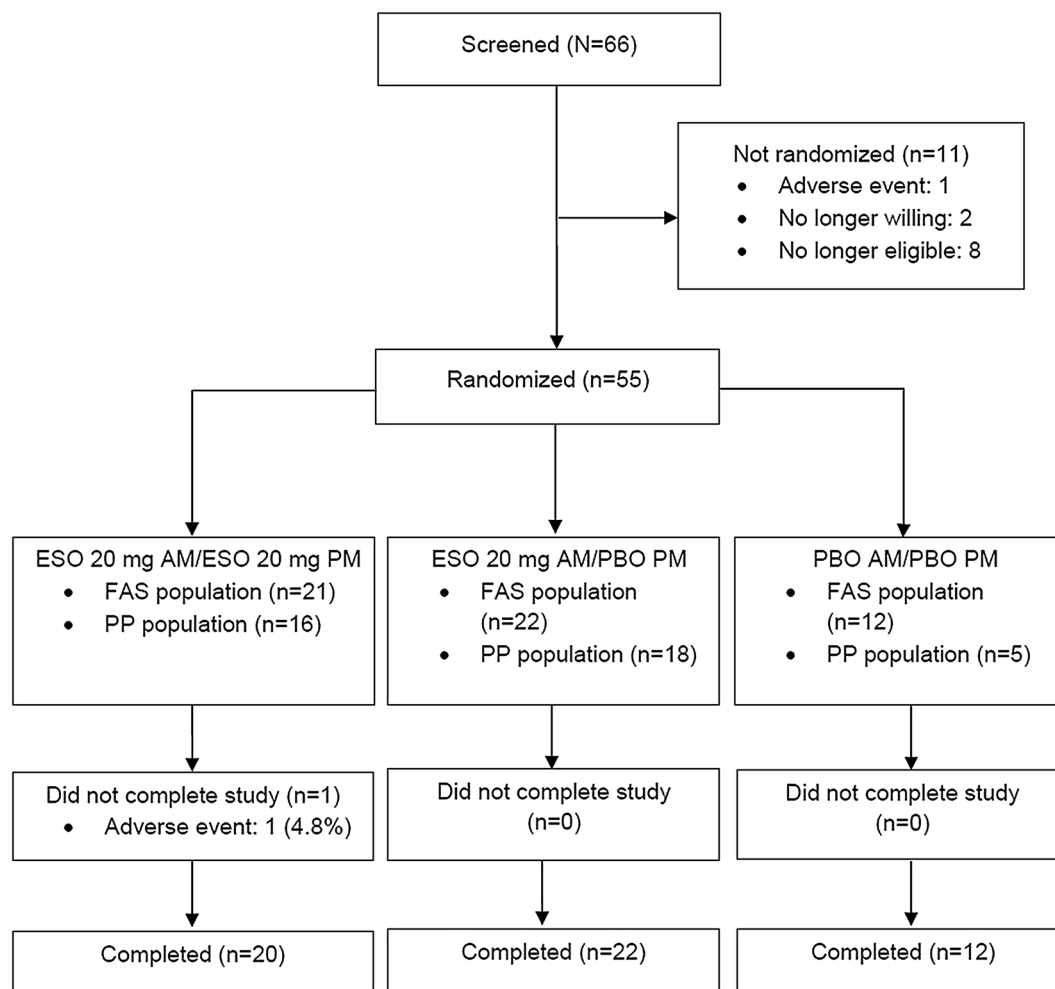 Screened (N=66)
Not randomized (n=11)
• Adverse event: 1
• No longer willing: 2
• No longer eligible: 8
Randomized (n=55)
ESO 20 mg AM/ESO 20 mg PM
• FAS population (n=21)
• PP population (n=16)
ESO 20 mg AM/PBO PM
• FAS population
(n=22)
• PP population (n=18)
PBO AM/PBO PM
• FAS population
(n=12)
• PP population (n=5)
Did not complete study (n=1)
• Adverse event: 1 (4.8%)
Did not complete study
(n=0)
Did not complete study
(n=0)
Completed (n=20)
Completed (n=22)
Completed (n=12)